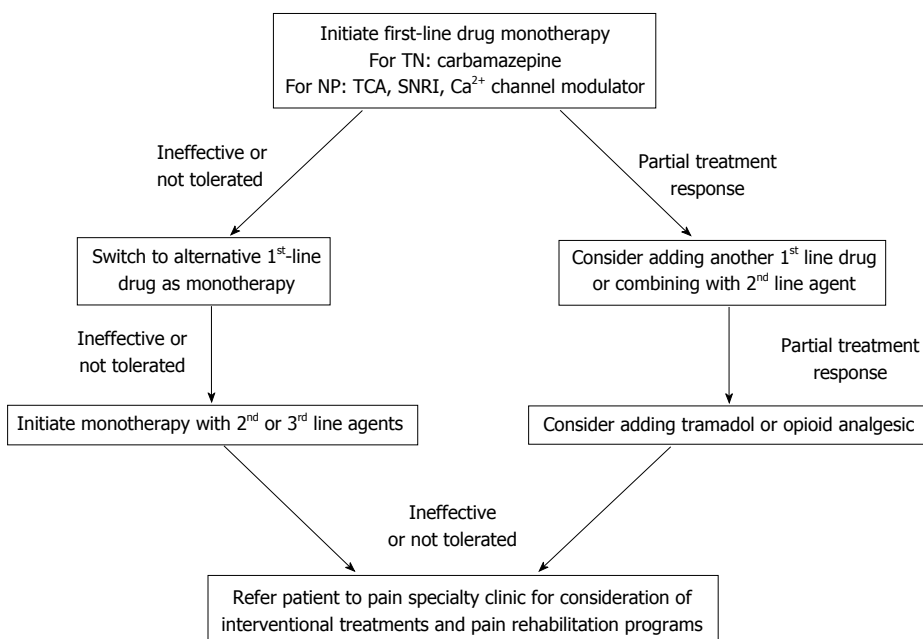 Initiate first-line drug monotherapy
For TN: carbamazepine
For NP: TCA, SNRI, Ca²⁺ channel modulator
Ineffective or
not tolerated
Partial treatment
response
Switch to alternative 1ˢᵗ-line
drug as monotherapy
Consider adding another 1ˢᵗ line drug
or combining with 2ⁿᵈ line agent
Ineffective or
not tolerated
Partial treatment
response
Initiate monotherapy with 2ⁿᵈ or 3ʳᵈ line agents
Consider adding tramadol or opioid analgesic
Ineffective
or not tolerated
Refer patient to pain specialty clinic for consideration of
interventional treatments and pain rehabilitation programs